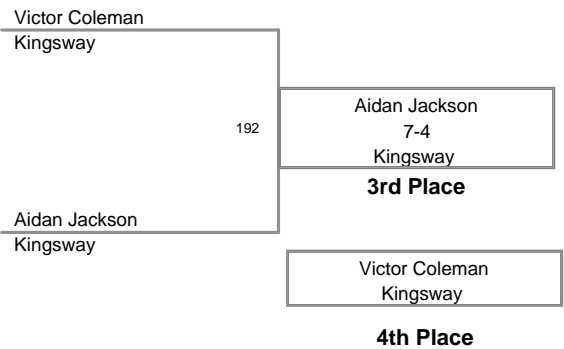 Victor Coleman
Kingsway
192
Aidan Jackson
7-4
Kingsway
3rd Place
Aidan Jackson
Kingsway
Victor Coleman
Kingsway
4th Place